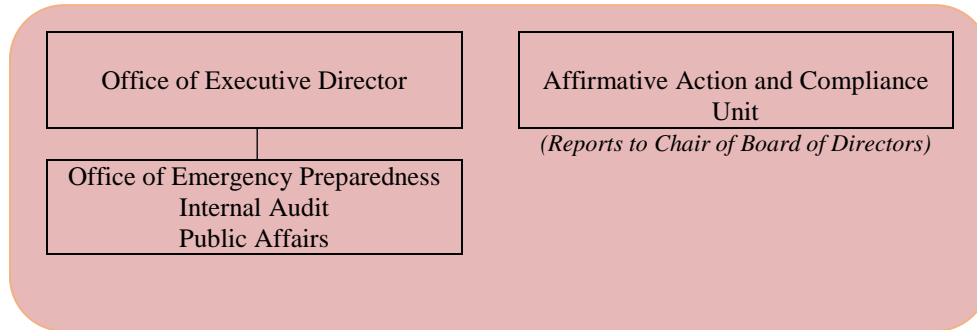 Office of Executive Director
Office of Emergency Preparedness
Internal Audit
Public Affairs
Affirmative Action and Compliance
Unit
(Reports to Chair of Board of Directors)